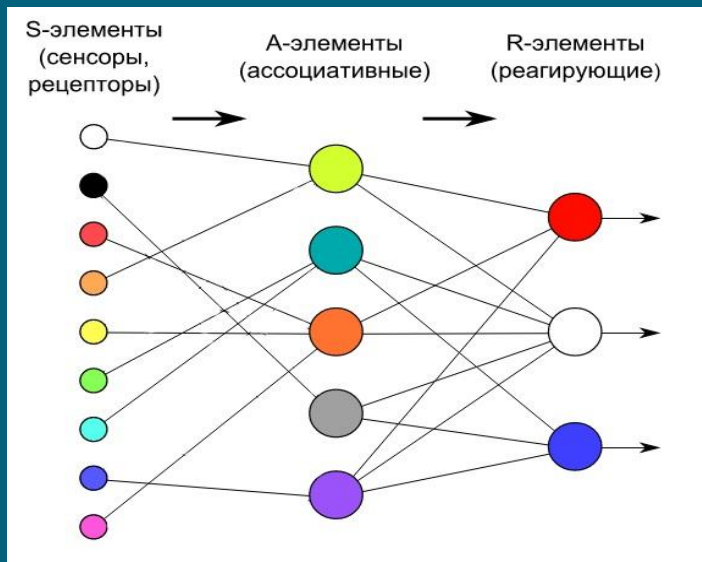 S-элементы
(сенсоры,
рецепторы)
A-элементы
(ассоциативные)
R-элементы
(реагирующие)